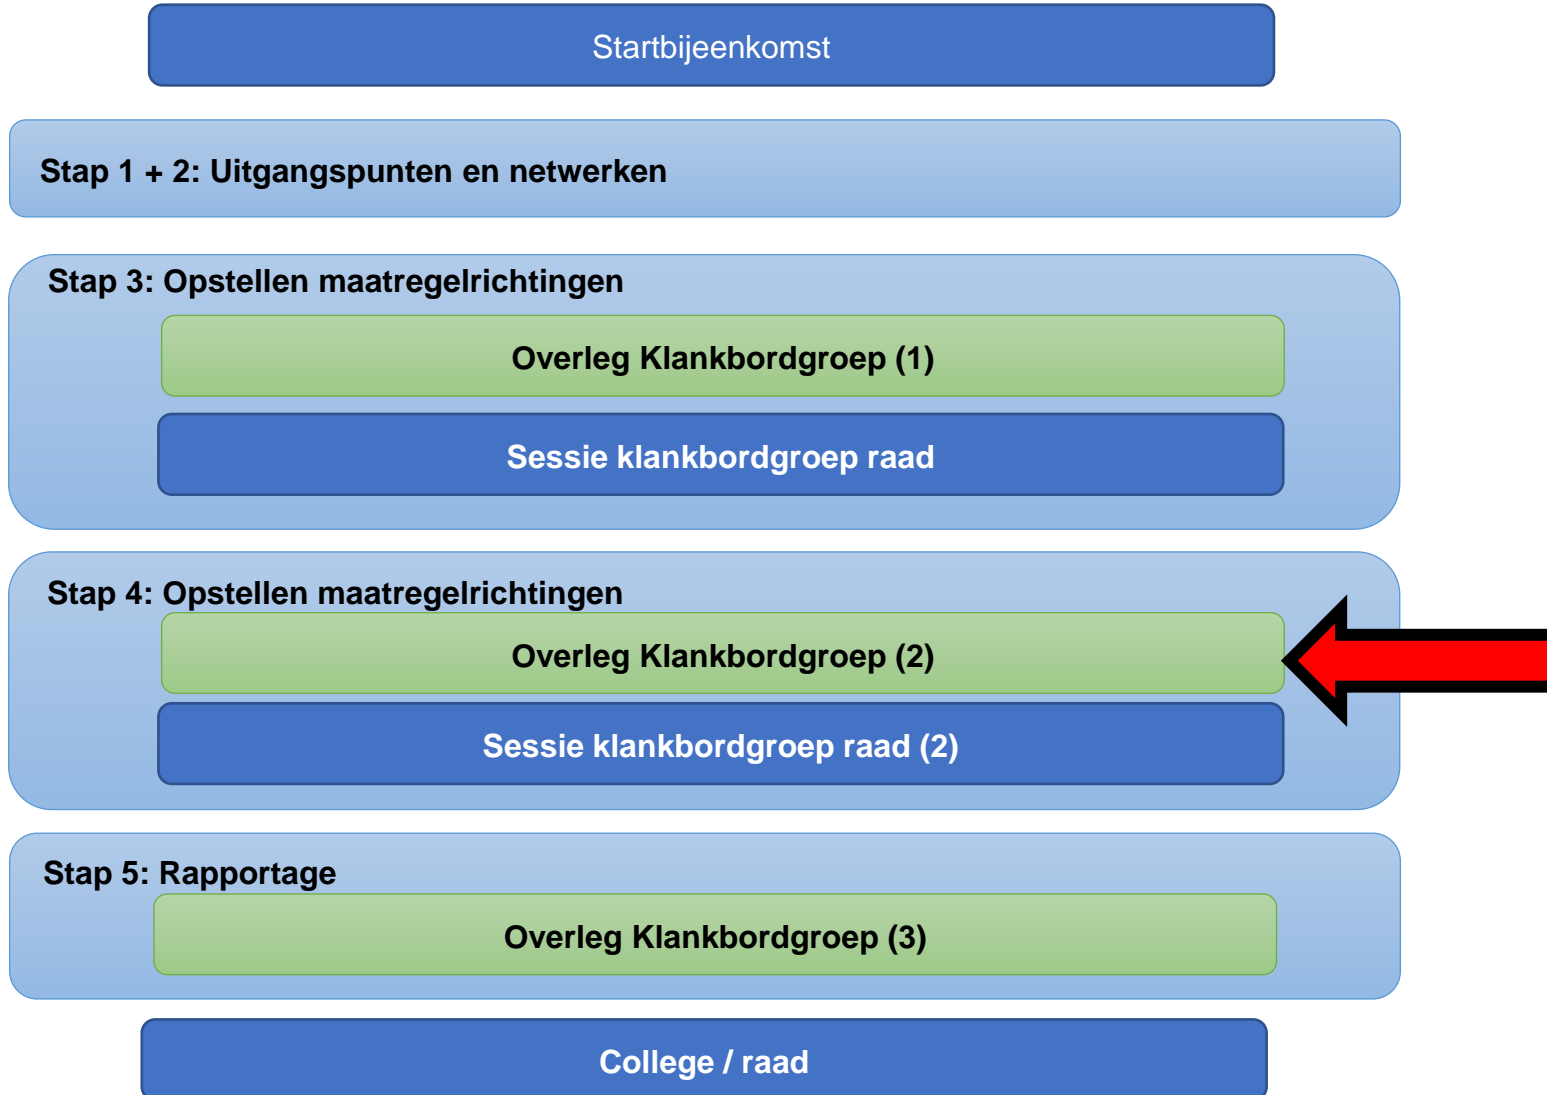 Startbijeenkomst
Stap 1 + 2: Uitgangspunten en netwerken
Stap 3: Opstellen maatregelrichtingen
Overleg Klankbordgroep (1)
Sessie klankbordgroep raad
Stap 4: Opstellen maatregelrichtingen
Overleg Klankbordgroep (2)
Sessie klankbordgroep raad (2)
Stap 5: Rapportage
Overleg Klankbordgroep (3)
College / raad